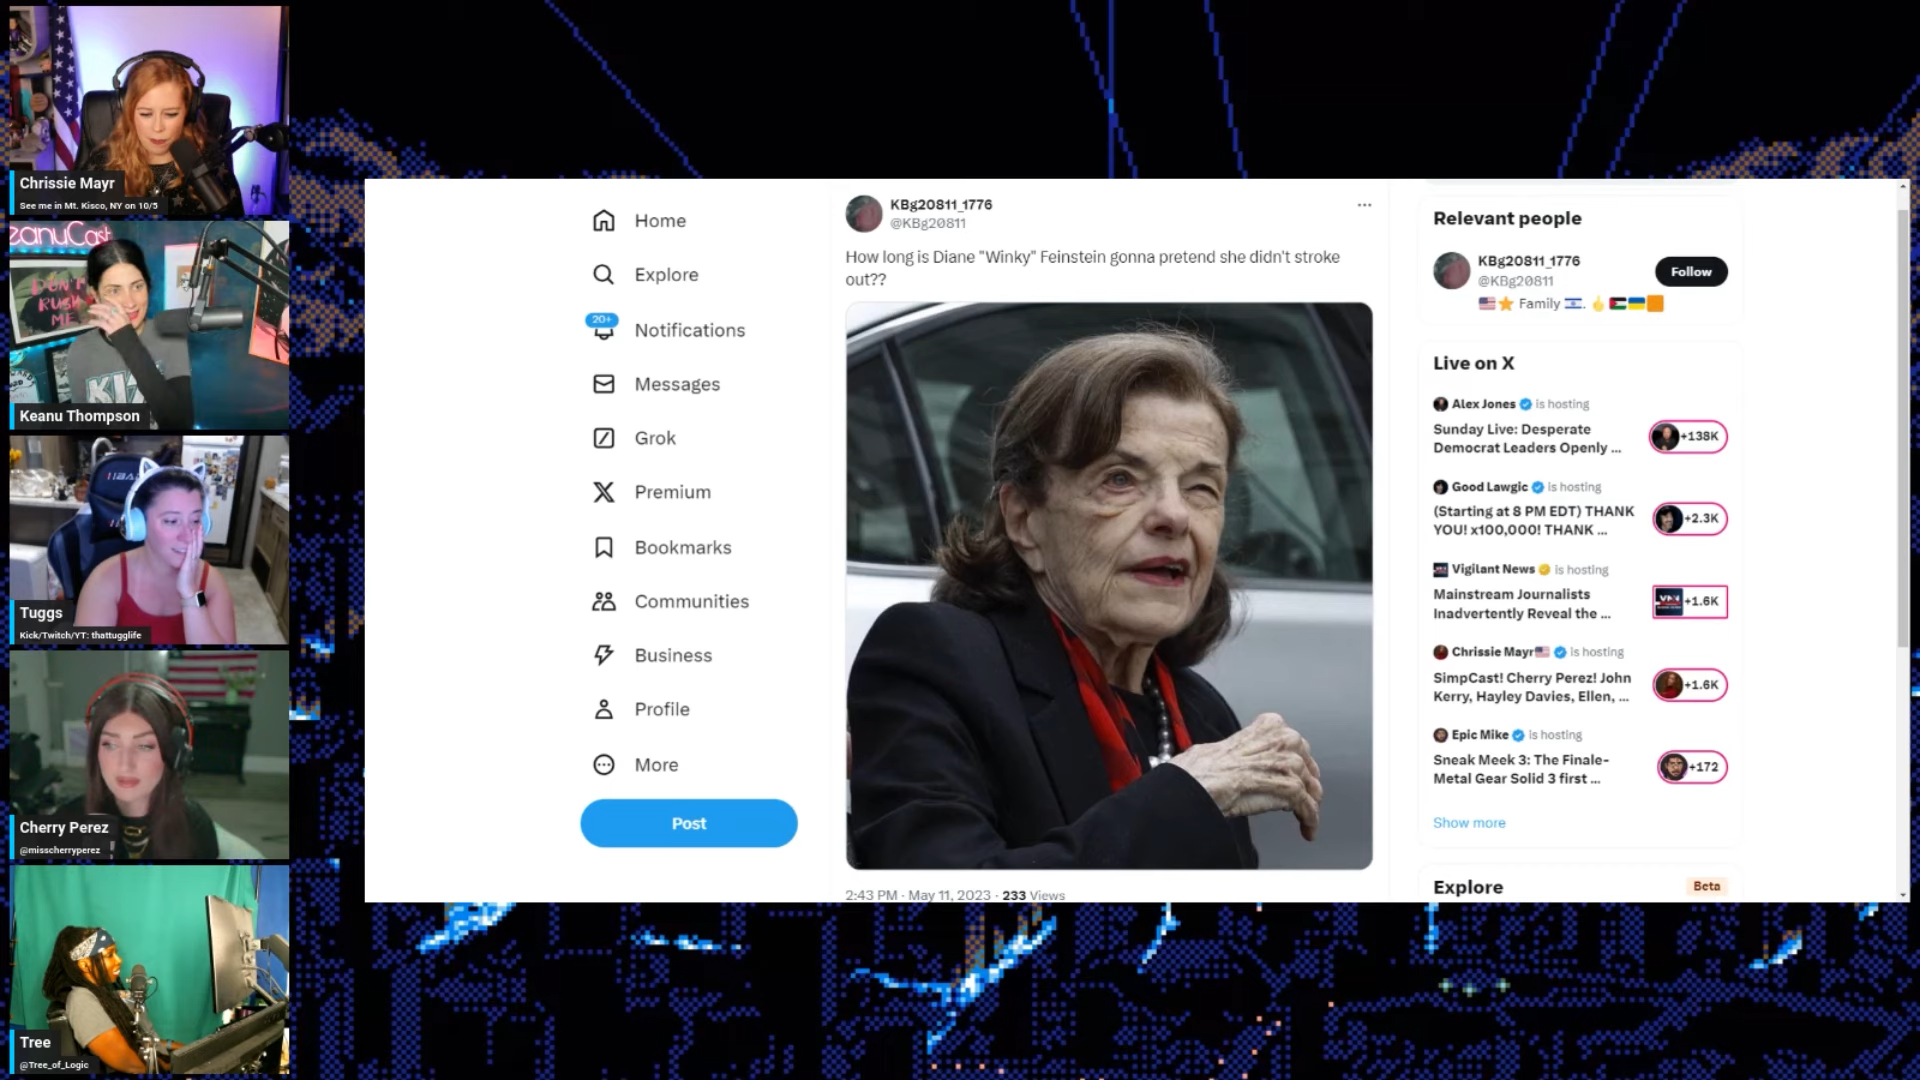 Chrissie Mayr
See me in Mt. Kisco, NY on 10/5
DON'T
RUSH
ME
Keanu Thompson
Tuggs
Kick/Twitch/YT: thattugglife
Cherry Perez
@misscherryperez
Tree
@Tree_of_Logic
Home
Explore
20+
Notifications
Messages
Grok
Premium
Bookmarks
Communities
Business
Profile
More
Post
KBg20811_1776
@KBg20811
How long is Diane "Winky" Feinstein gonna pretend she didn't stroke
out??
2:43 PM · May 11, 2023 · 233 Views
Relevant people
KBg20811_1776
@KBg20811
Follow
Family
Live on X
Alex Jones is hosting
Sunday Live: Desperate
Democrat Leaders Openly ...
+138K
Good Lawgic is hosting
(Starting at 8 PM EDT) THANK
YOU! x100,000! THANK ...
+2.3K
Vigilant News is hosting
Mainstream Journalists
Inadvertently Reveal the ...
+1.6K
Chrissie Mayr is hosting
SimpCast! Cherry Perez! John
Kerry, Hayley Davies, Ellen, ...
+1.6K
Epic Mike is hosting
Sneak Meek 3: The Finale-
Metal Gear Solid 3 first ...
+172
Show more
Explore
Beta